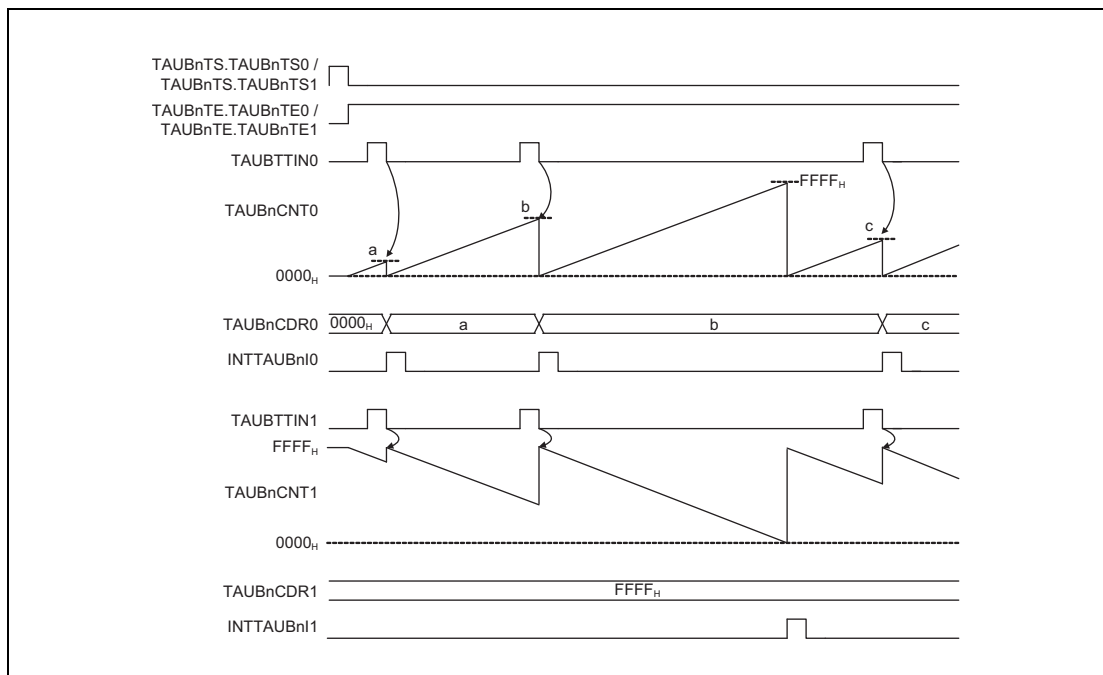 TAUBnTS.TAUBnTS0 /
TAUBnTS.TAUBnTS1
TAUBnTE.TAUBnTE0 /
TAUBnTE.TAUBnTE1
TAUBTTIN0
FFFFH
TAUBnCNT0
b
c
a
0000H
TAUBnCDR0 0000H a b c
INTTAUBnI0
TAUBTTIN1
FFFFH
TAUBnCNT1
0000H
TAUBnCDR1 FFFFH
INTTAUBnI1